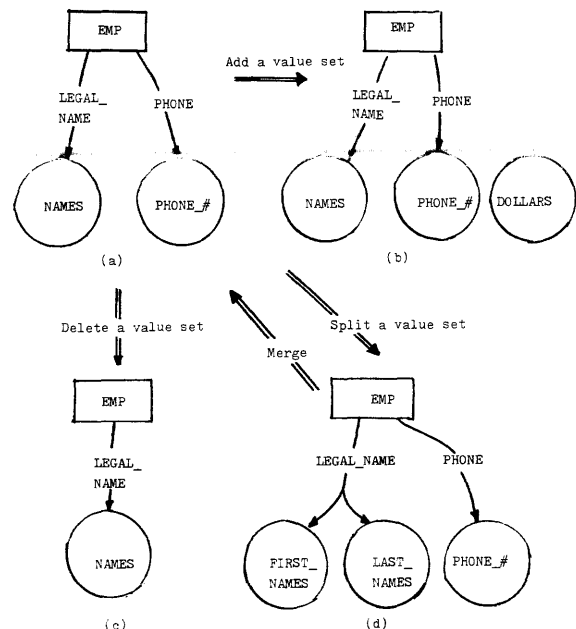 EMP
LEGAL_
NAME
PHONE
NAMES
PHONE_#
(a)
Add a value set
EMP
LEGAL_
NAME
PHONE
NAMES
PHONE_#
DOLLARS
(b)
Delete a value set
Merge
Split a value set
EMP
LEGAL_
NAME
NAMES
(c)
EMP
LEGAL_NAME
PHONE
FIRST_
NAMES
LAST_
NAMES
PHONE_#
(d)